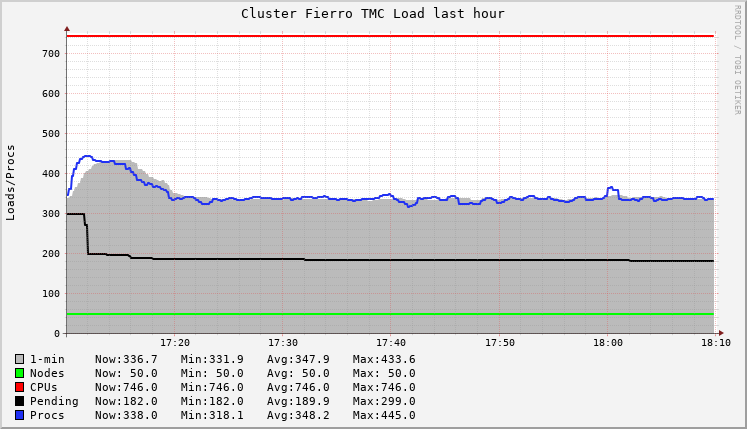 Cluster Fierro TMC Load last hour
RRDTOOL / TOBI OETIKER
Loads/Procs
700
600
500
400
300
200
100
0
17:20 17:30 17:40 17:50 18:00 18:10
1-min Now:336.7 Min:331.9 Avg:347.9 Max:433.6
Nodes Now: 50.0 Min: 50.0 Avg: 50.0 Max: 50.0
CPUs Now:746.0 Min:746.0 Avg:746.0 Max:746.0
Pending Now:182.0 Min:182.0 Avg:189.9 Max:299.0
Procs Now:338.0 Min:318.1 Avg:348.2 Max:445.0